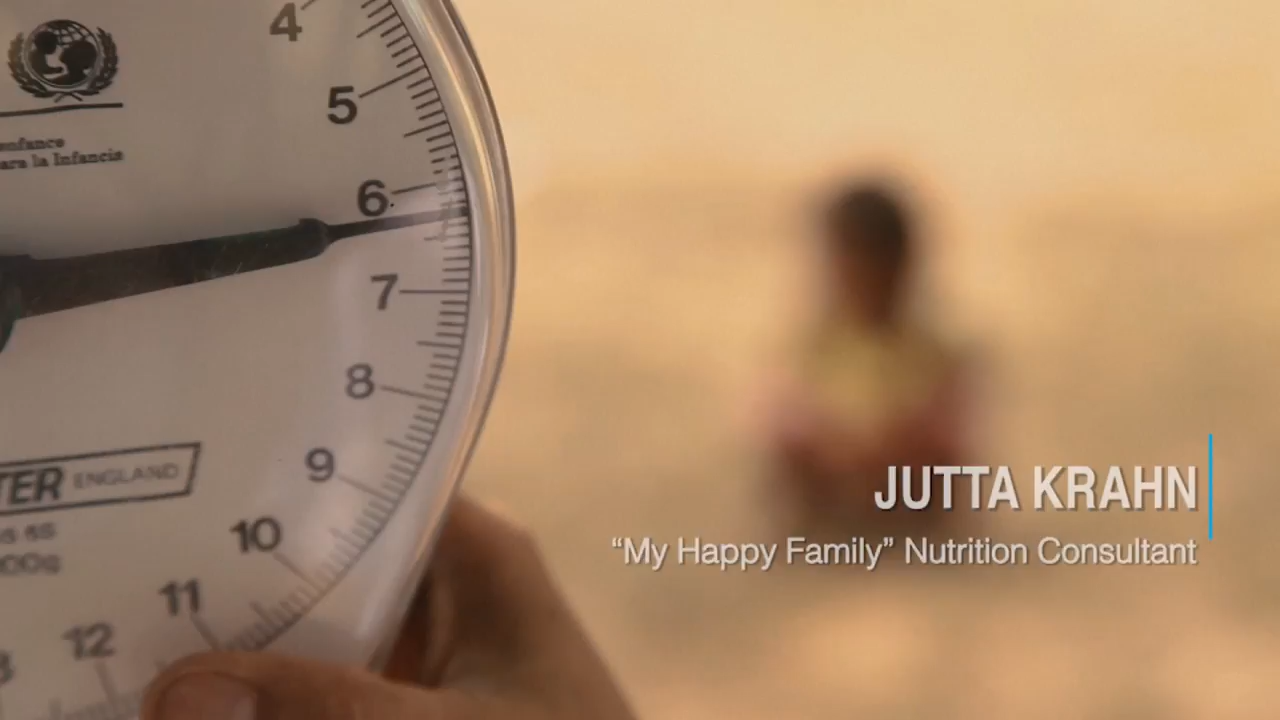 4
5
enfance
ara la Infancia
6
7
8
TER ENGLAND
9
10
11
12
JUTTA KRAHN
“My Happy Family” Nutrition Consultant